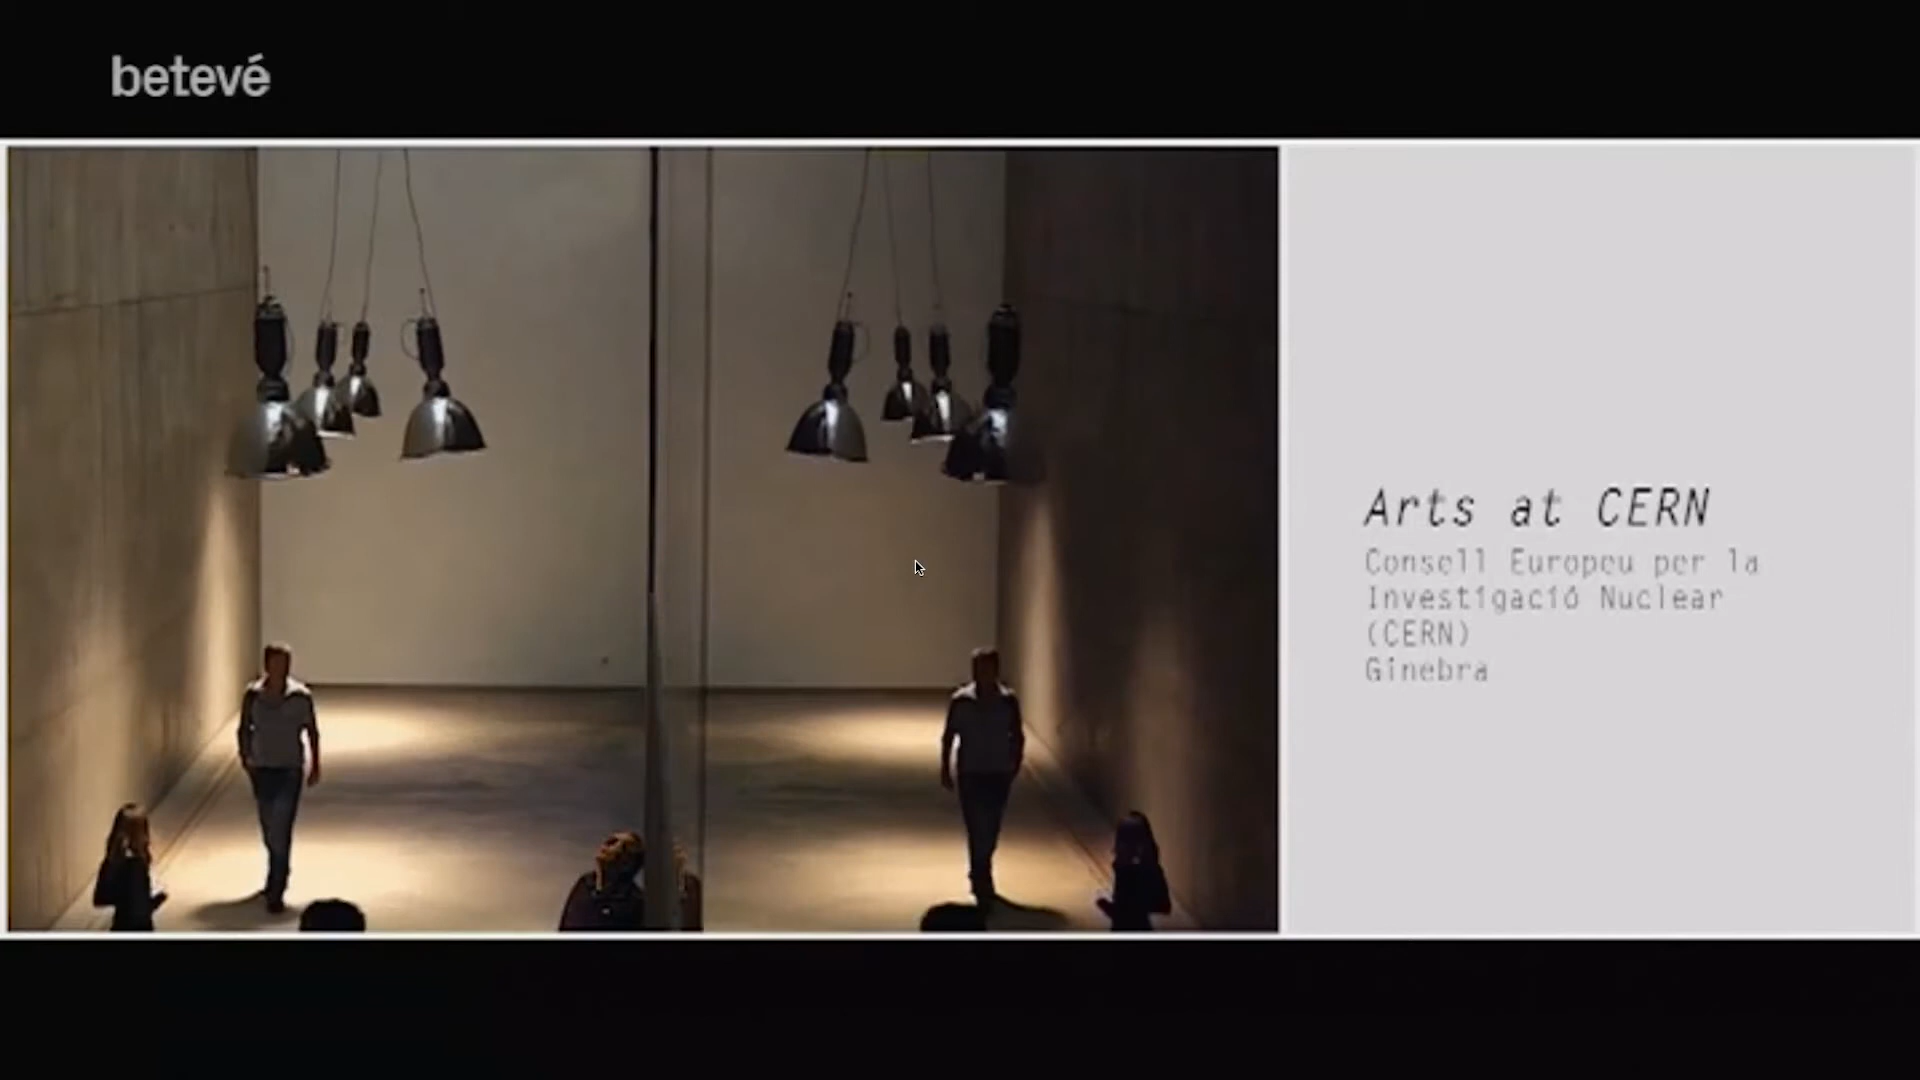 betevé
Arts at CERN
Consell Europeu per la
Investigació Nuclear
(CERN)
Ginebra